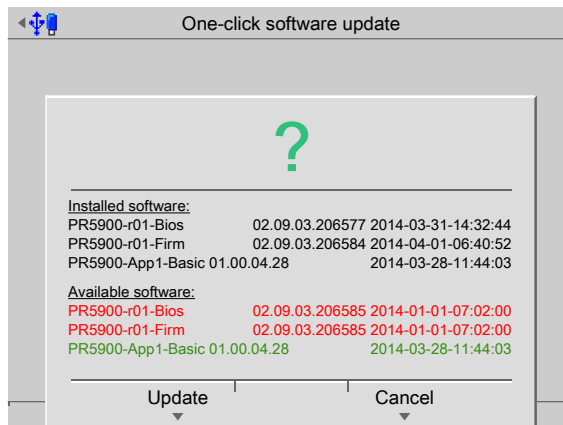 One-click software update
?
Installed software:
PR5900-r01-Bios 02.09.03.206577 2014-03-31-14:32:44
PR5900-r01-Firm 02.09.03.206584 2014-04-01-06:40:52
PR5900-App1-Basic 01.00.04.28 2014-03-28-11:44:03
Available software:
PR5900-r01-Bios 02.09.03.206585 2014-01-01-07:02:00
PR5900-r01-Firm 02.09.03.206585 2014-01-01-07:02:00
PR5900-App1-Basic 01.00.04.28 2014-03-28-11:44:03
Update Cancel